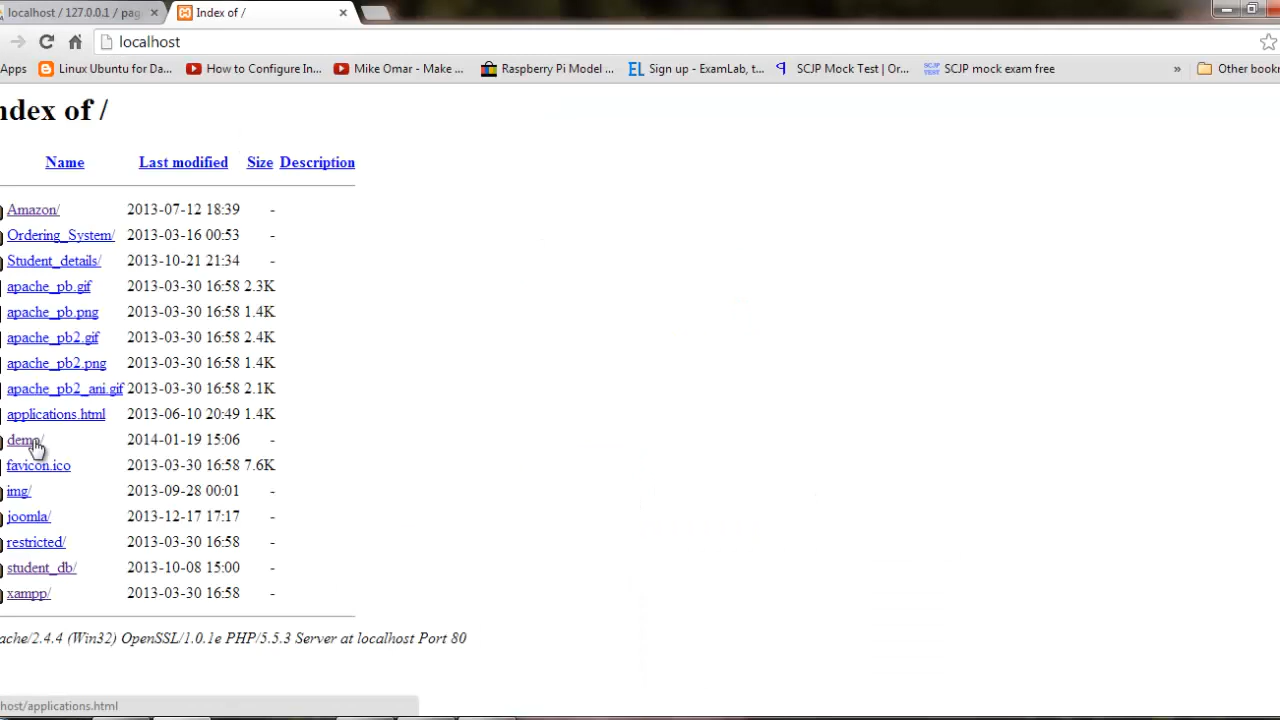 localhost / 127.0.0.1 / pag
Index of /
localhost
Apps
Linux Ubuntu for Da...
How to Configure In...
Mike Omar - Make ...
Raspberry Pi Model ...
EL Sign up - ExamLab, t...
SCJP Mock Test | Or...
SCJP TEST SCJP mock exam free
»
Other bookm
ndex of /
Name Last modified Size Description
Amazon/ 2013-07-12 18:39 -
Ordering_System/ 2013-03-16 00:53 -
Student_details/ 2013-10-21 21:34 -
apache_pb.gif 2013-03-30 16:58 2.3K
apache_pb.png 2013-03-30 16:58 1.4K
apache_pb2.gif 2013-03-30 16:58 2.4K
apache_pb2.png 2013-03-30 16:58 1.4K
apache_pb2_ani.gif 2013-03-30 16:58 2.1K
applications.html 2013-06-10 20:49 1.4K
demo/ 2014-01-19 15:06 -
favicon.ico 2013-03-30 16:58 7.6K
img/ 2013-09-28 00:01 -
joomla/ 2013-12-17 17:17 -
restricted/ 2013-03-30 16:58 -
student_db/ 2013-10-08 15:00 -
xampp/ 2013-03-30 16:58 -
ache/2.4.4 (Win32) OpenSSL/1.0.1e PHP/5.5.3 Server at localhost Port 80
host/applications.html